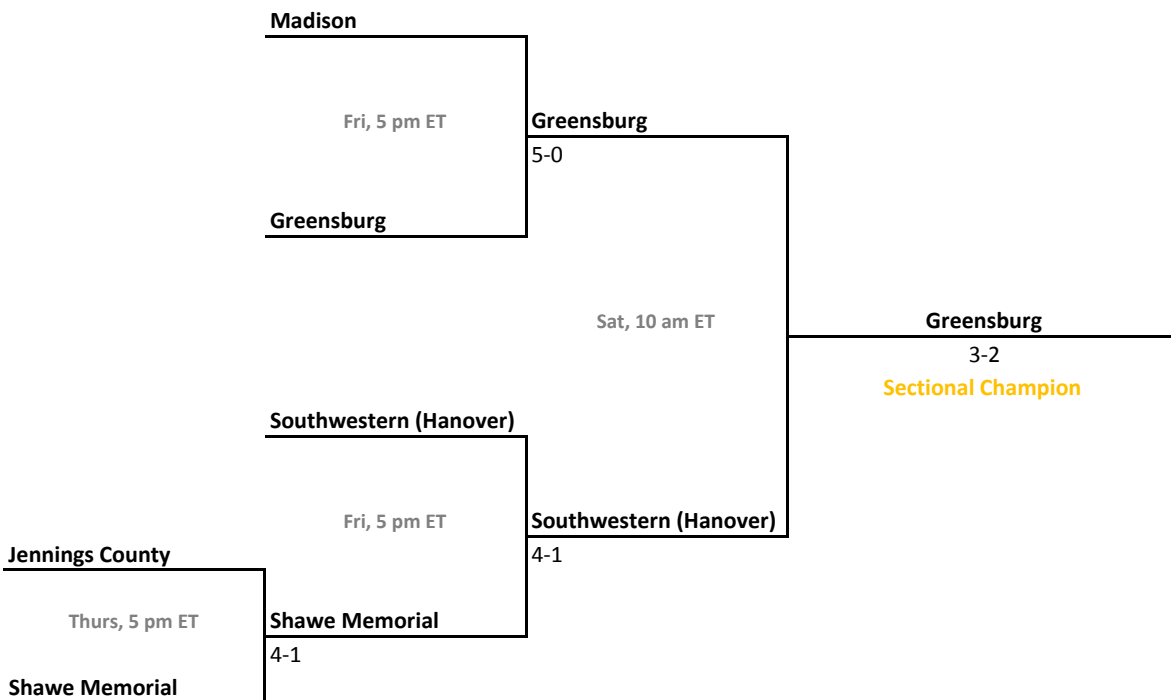 Madison
Fri, 5 pm ET
Greensburg
5-0
Greensburg
Sat, 10 am ET
Greensburg
3-2
Sectional Champion
Southwestern (Hanover)
Fri, 5 pm ET
Southwestern (Hanover)
4-1
Jennings County
Thurs, 5 pm ET
Shawe Memorial
4-1
Shawe Memorial